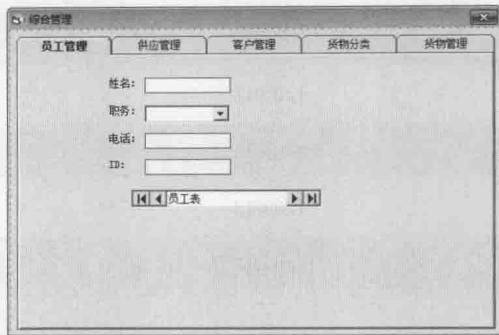 综合管理
员工管理 供应管理 客户管理 货物分类 货物管理
姓名：
职务：
电话：
ID：
员工表